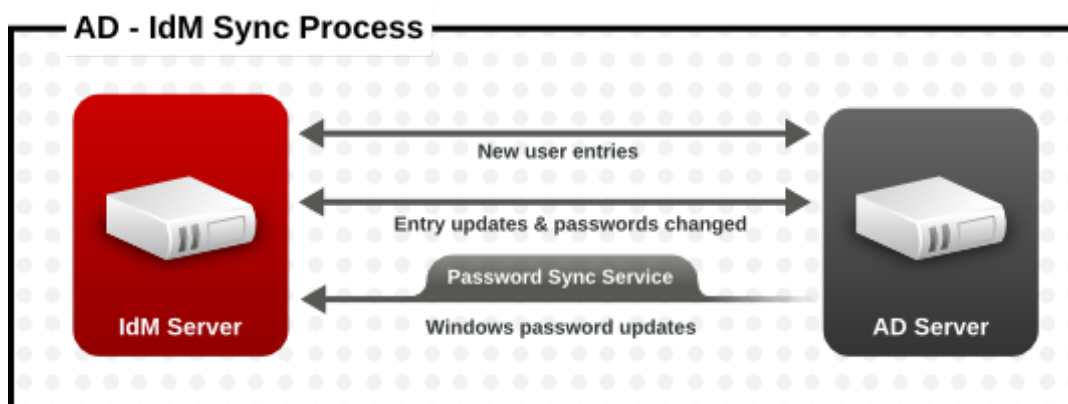 AD - IdM Sync Process
New user entries
Entry updates & passwords changed
Password Sync Service
Windows password updates
IdM Server
AD Server